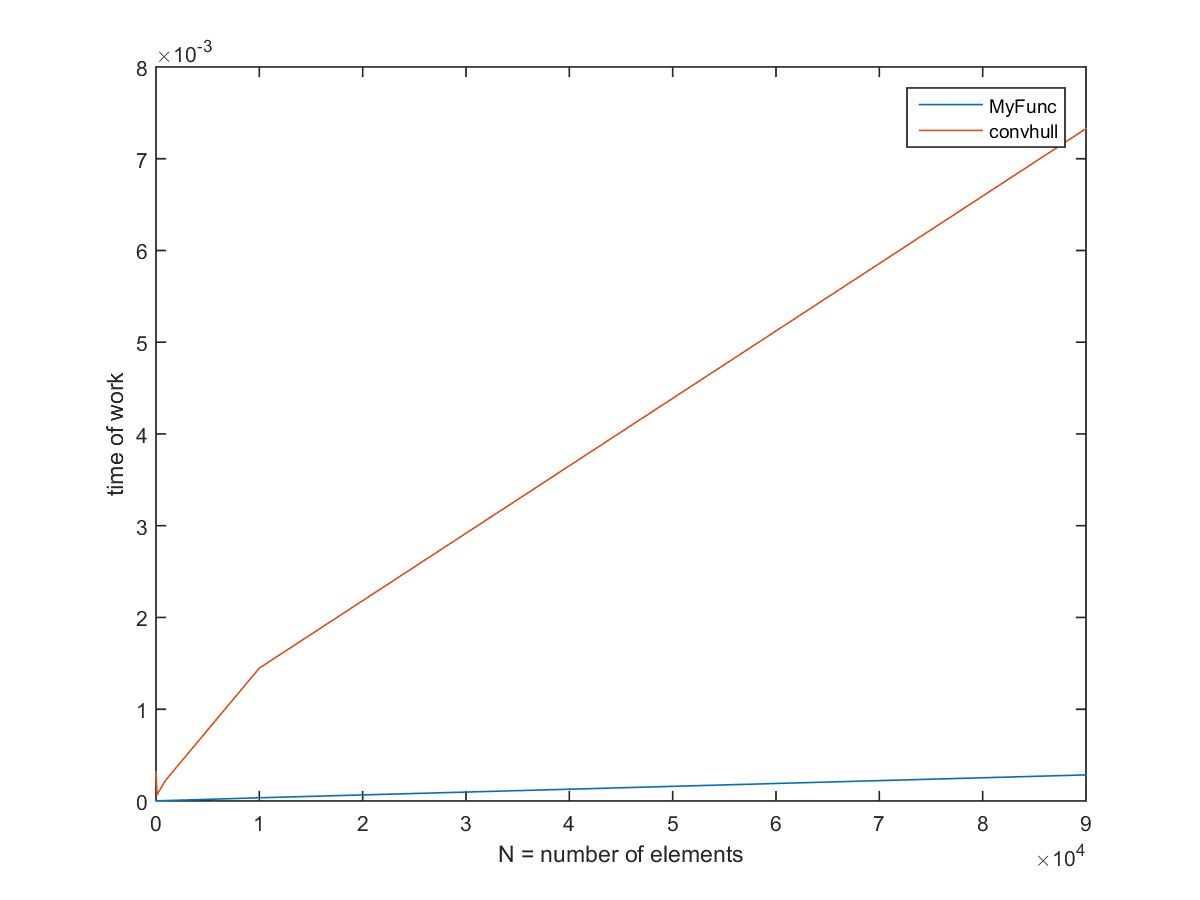 ×10-3
8
7
6
5
4
3
2
1
0
time of work
MyFunc
convhull
0 1 2 3 4 5 6 7 8 9
N = number of elements
×104